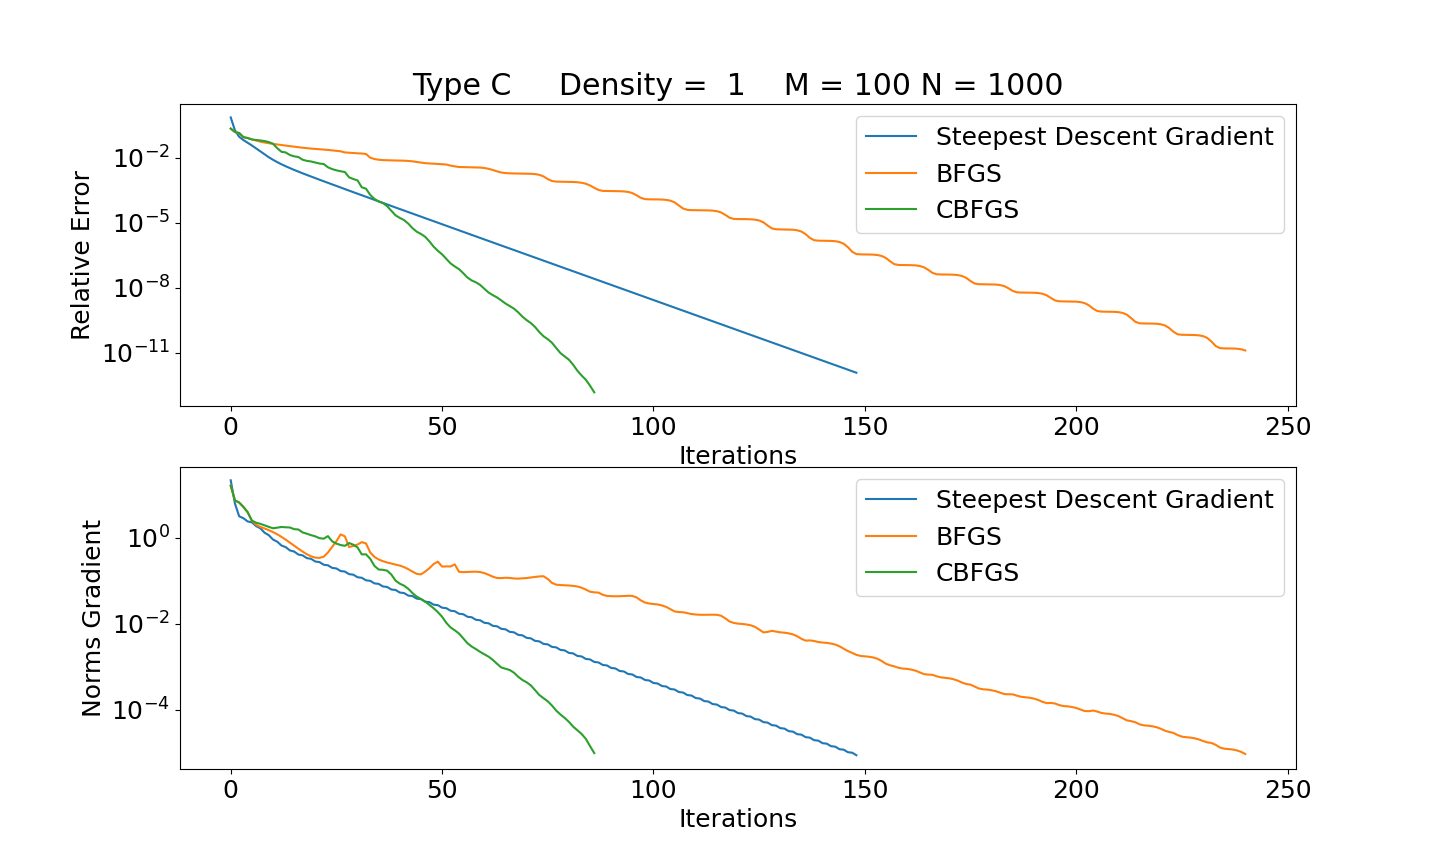 Type C Density = 1 M = 100 N = 1000
Relative Error
10⁻²
10⁻⁵
10⁻⁸
10⁻¹¹
Steepest Descent Gradient
BFGS
CBFGS
0 50 100 150 200 250
Iterations
Norms Gradient
10⁰
10⁻²
10⁻⁴
Steepest Descent Gradient
BFGS
CBFGS
0 50 100 150 200 250
Iterations